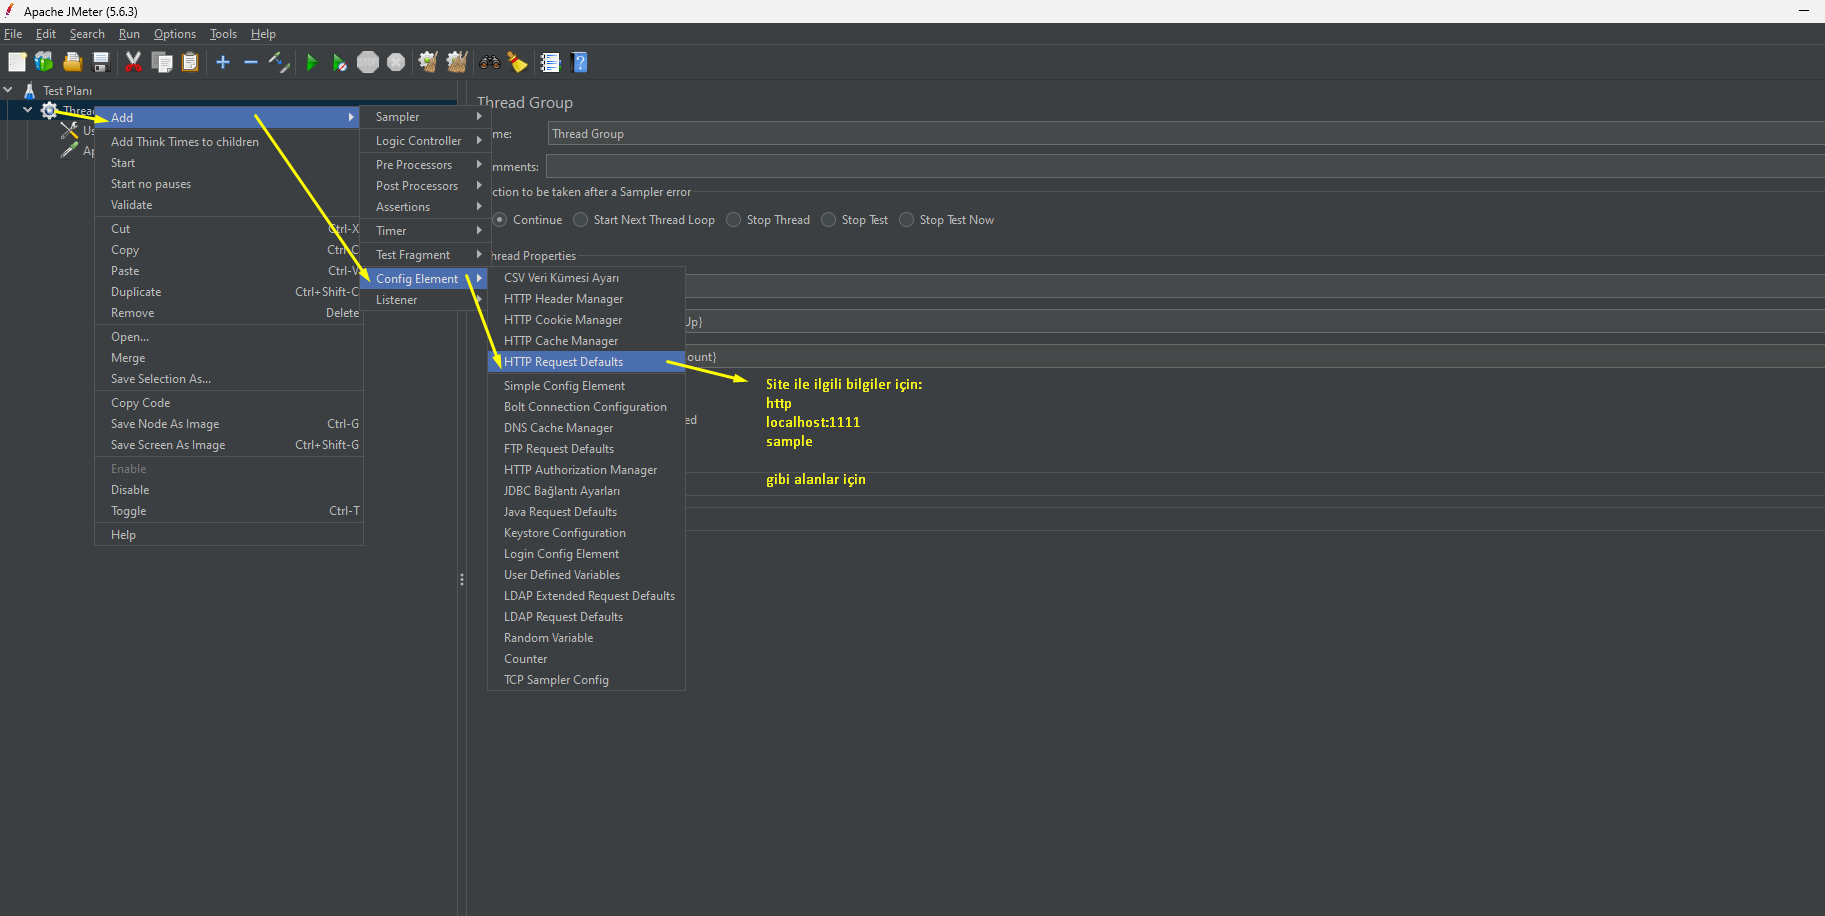 Apache JMeter (5.6.3)
File Edit Search Run Options Tools Help
STOP
Test Planı
Add
Add Think Times to children
Start
Start no pauses
Validate
Cut Ctrl-X
Copy Ctrl-C
Paste Ctrl-V
Duplicate Ctrl+Shift-C
Remove Delete
Open...
Merge
Save Selection As...
Copy Code
Save Node As Image Ctrl-G
Save Screen As Image Ctrl+Shift-G
Enable
Disable
Toggle Ctrl-T
Help
Sampler
Logic Controller
Pre Processors
Post Processors
Assertions
Timer
Test Fragment
Config Element
Listener
CSV Veri Kümesi Ayarı
HTTP Header Manager
HTTP Cookie Manager
HTTP Cache Manager
HTTP Request Defaults
Simple Config Element
Bolt Connection Configuration
DNS Cache Manager
FTP Request Defaults
HTTP Authorization Manager
JDBC Bağlantı Ayarları
Java Request Defaults
Keystore Configuration
Login Config Element
User Defined Variables
LDAP Extended Request Defaults
LDAP Request Defaults
Random Variable
Counter
TCP Sampler Config
Thread Group
me: Thread Group
mments:
ction to be taken after a Sampler error
Continue Start Next Thread Loop Stop Thread Stop Test Stop Test Now
hread Properties
Up}
ount}
ed
Site ile ilgili bilgiler için:
http
localhost:1111
sample
gibi alanlar için